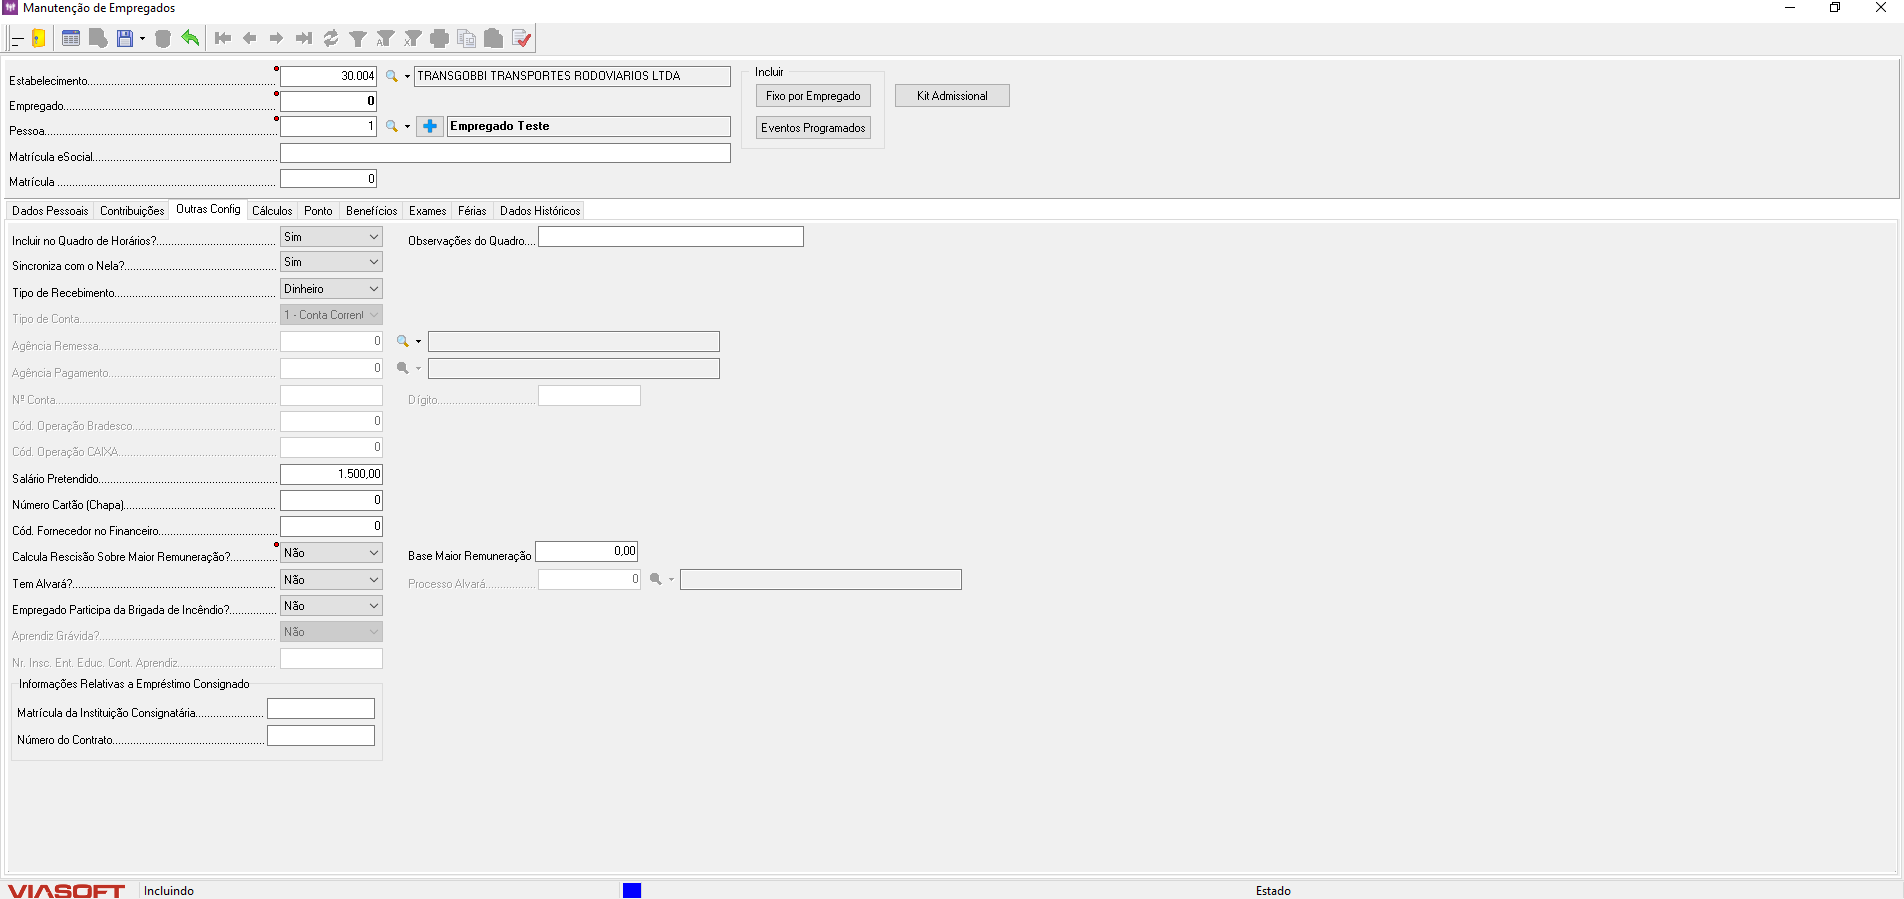 Manutenção de Empregados
Estabelecimento 30.004 TRANSGOBBI TRANSPORTES RODOVIARIOS LTDA
Empregado 0
Pessoa 1 Empregado Teste
Matrícula eSocial
Matrícula 0
Incluir
Fixo por Empregado
Eventos Programados
Kit Admissional
Dados Pessoais Contribuições Outras Config Cálculos Ponto Benefícios Exames Férias Dados Históricos
Incluir no Quadro de Horários? Sim Observações do Quadro
Sincroniza com o Nela? Sim
Tipo de Recebimento Dinheiro
Tipo de Conta 1 - Conta Corrent
Agência Remessa 0
Agência Pagamento 0
Nº Conta Dígito
Cód. Operação Bradesco 0
Cód. Operação CAIXA 0
Salário Pretendido 1.500,00
Número Cartão (Chapa) 0
Cód. Fornecedor no Financeiro 0
Calcula Rescisão Sobre Maior Remuneração? Não Base Maior Remuneração 0,00
Tem Alvará? Não Processo Alvará 0
Empregado Participa da Brigada de Incêndio? Não
Aprendiz Grávida? Não
Nr. Insc. Ent. Educ. Cont. Aprendiz
Informações Relativas a Empréstimo Consignado
Matrícula da Instituição Consignatária
Número do Contrato
VIASOFT Incluindo Estado